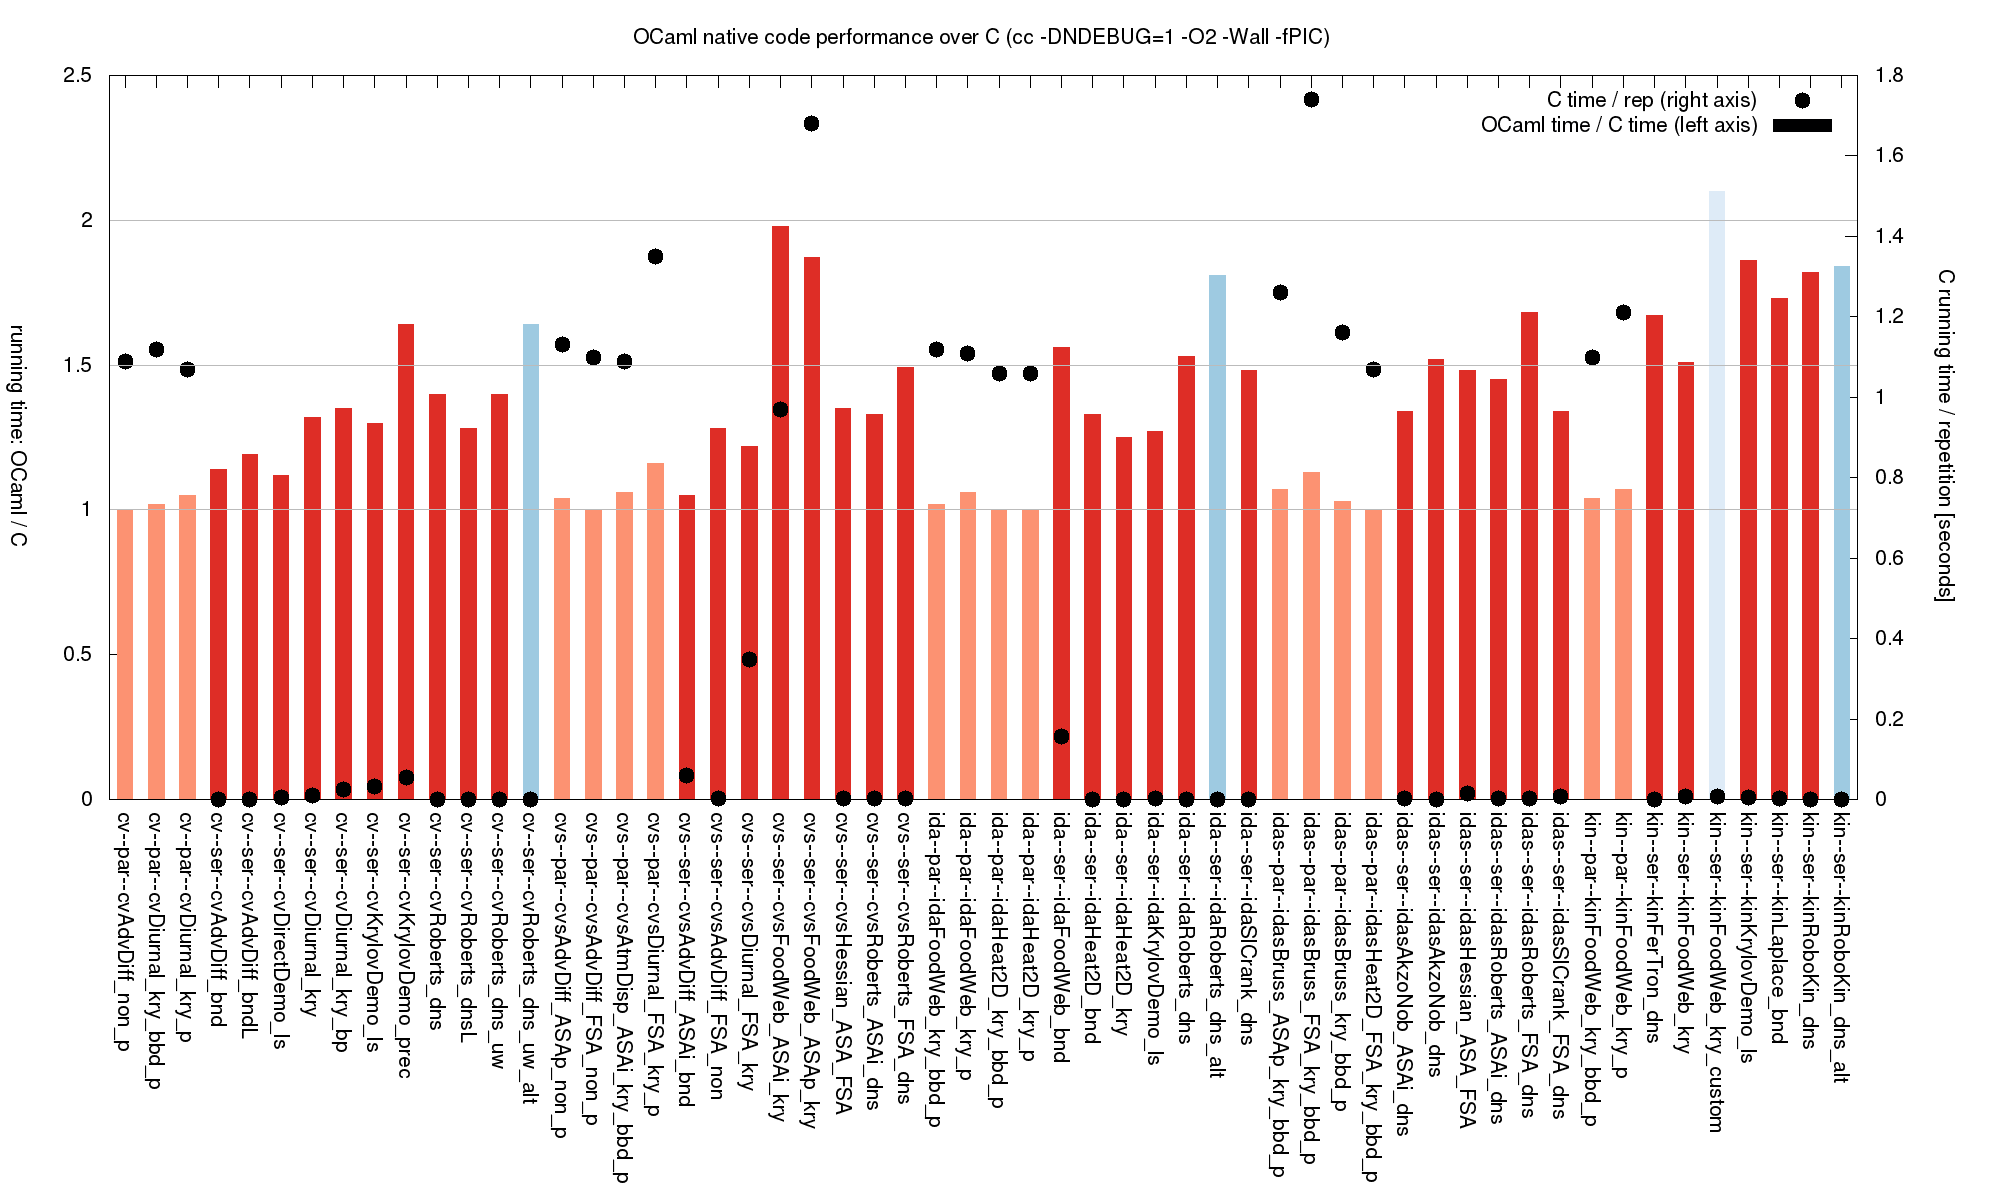 OCaml native code performance over C (cc -DNDEBUG=1 -O2 -Wall -fPIC)
C time / rep (right axis)
OCaml time / C time (left axis)
running time: OCaml / C
2.5
2
1.5
1
0.5
0
C running time / repetition [seconds]
1.8
1.6
1.4
1.2
1
0.8
0.6
0.4
0.2
0
cv--par--cvAdvDiff_non_p
cv--par--cvDiurnal_kry_bbd_p
cv--par--cvDiurnal_kry_p
cv--ser--cvAdvDiff_bnd
cv--ser--cvAdvDiff_bndL
cv--ser--cvDirectDemo_ls
cv--ser--cvDiurnal_kry
cv--ser--cvDiurnal_kry_bp
cv--ser--cvKrylovDemo_ls
cv--ser--cvKrylovDemo_prec
cv--ser--cvRoberts_dns
cv--ser--cvRoberts_dnsL
cv--ser--cvRoberts_dns_uw
cv--ser--cvRoberts_dns_uw_alt
cvs--par--cvsAdvDiff_ASAp_non_p
cvs--par--cvsAdvDiff_FSA_non_p
cvs--par--cvsAtmDisp_ASAi_kry_bbd_p
cvs--par--cvsDiurnal_FSA_kry_p
cvs--ser--cvsAdvDiff_ASAi_bnd
cvs--ser--cvsAdvDiff_FSA_non
cvs--ser--cvsDiurnal_FSA_kry
cvs--ser--cvsFoodWeb_ASAi_kry
cvs--ser--cvsFoodWeb_ASAp_kry
cvs--ser--cvsHessian_ASA_FSA
cvs--ser--cvsRoberts_ASAi_dns
cvs--ser--cvsRoberts_FSA_dns
ida--par--idaFoodWeb_kry_bbd_p
ida--par--idaFoodWeb_kry_p
ida--par--idaHeat2D_kry_bbd_p
ida--par--idaHeat2D_kry_p
ida--ser--idaFoodWeb_bnd
ida--ser--idaHeat2D_bnd
ida--ser--idaHeat2D_kry
ida--ser--idaKrylovDemo_ls
ida--ser--idaRoberts_dns
ida--ser--idaRoberts_dns_alt
ida--ser--idaSlCrank_dns
idas--par--idasBruss_ASAp_kry_bbd_p
idas--par--idasBruss_FSA_kry_bbd_p
idas--par--idasBruss_kry_bbd_p
idas--par--idasHeat2D_FSA_kry_bbd_p
idas--ser--idasAkzoNob_ASAi_dns
idas--ser--idasAkzoNob_dns
idas--ser--idasHessian_ASA_FSA
idas--ser--idasRoberts_ASAi_dns
idas--ser--idasRoberts_FSA_dns
idas--ser--idasSlCrank_FSA_dns
kin--par--kinFoodWeb_kry_bbd_p
kin--par--kinFoodWeb_kry_p
kin--ser--kinFerTron_dns
kin--ser--kinFoodWeb_kry
kin--ser--kinFoodWeb_kry_custom
kin--ser--kinKrylovDemo_ls
kin--ser--kinLaplace_bnd
kin--ser--kinRoboKin_dns
kin--ser--kinRoboKin_dns_alt